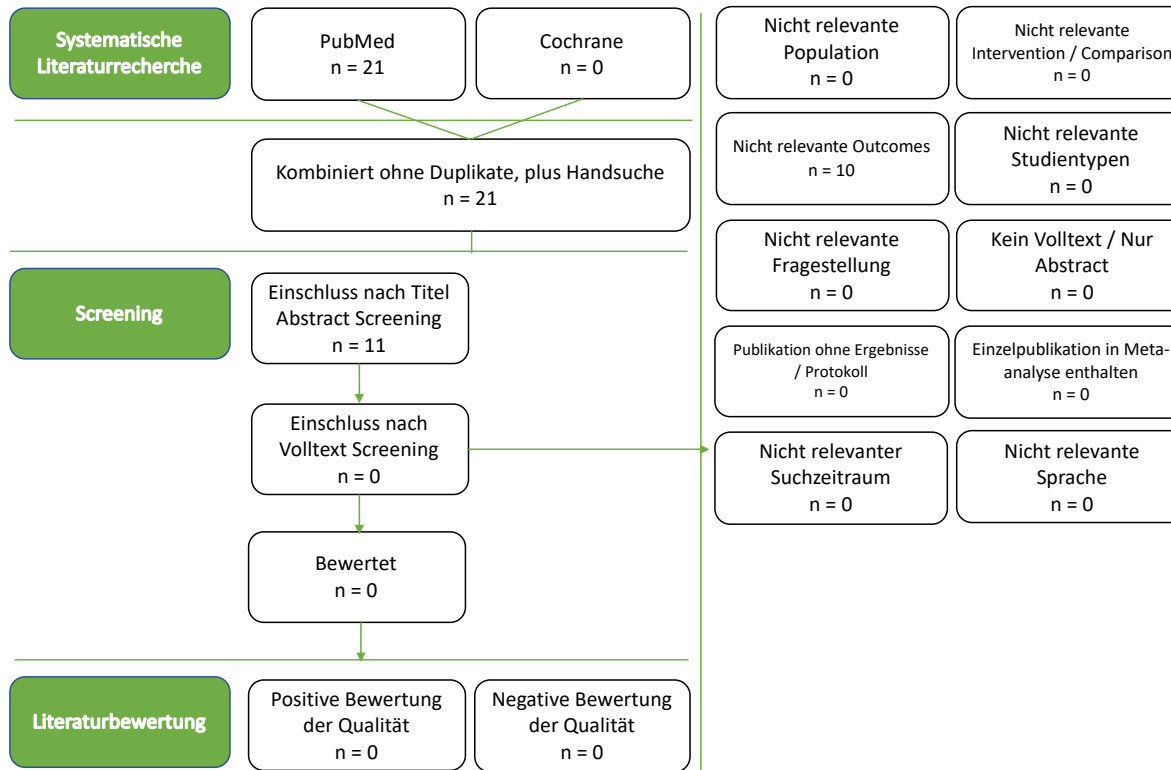 Systematische
Literaturrecherche
PubMed
n = 21
Cochrane
n = 0
Kombiniert ohne Duplikate, plus Handsuche
n = 21
Screening
Einschluss nach Titel
Abstract Screening
n = 11
Einschluss nach
Volltext Screening
n = 0
Bewertet
n = 0
Literaturbewertung
Positive Bewertung
der Qualität
n = 0
Negative Bewertung
der Qualität
n = 0
Nicht relevante
Population
n = 0
Nicht relevante
Intervention / Comparison
n = 0
Nicht relevante Outcomes
n = 10
Nicht relevante
Studientypen
n = 0
Nicht relevante
Fragestellung
n = 0
Kein Volltext / Nur
Abstract
n = 0
Publikation ohne Ergebnisse
/ Protokoll
n = 0
Einzelpublikation in Meta-
analyse enthalten
n = 0
Nicht relevanter
Suchzeitraum
n = 0
Nicht relevante
Sprache
n = 0